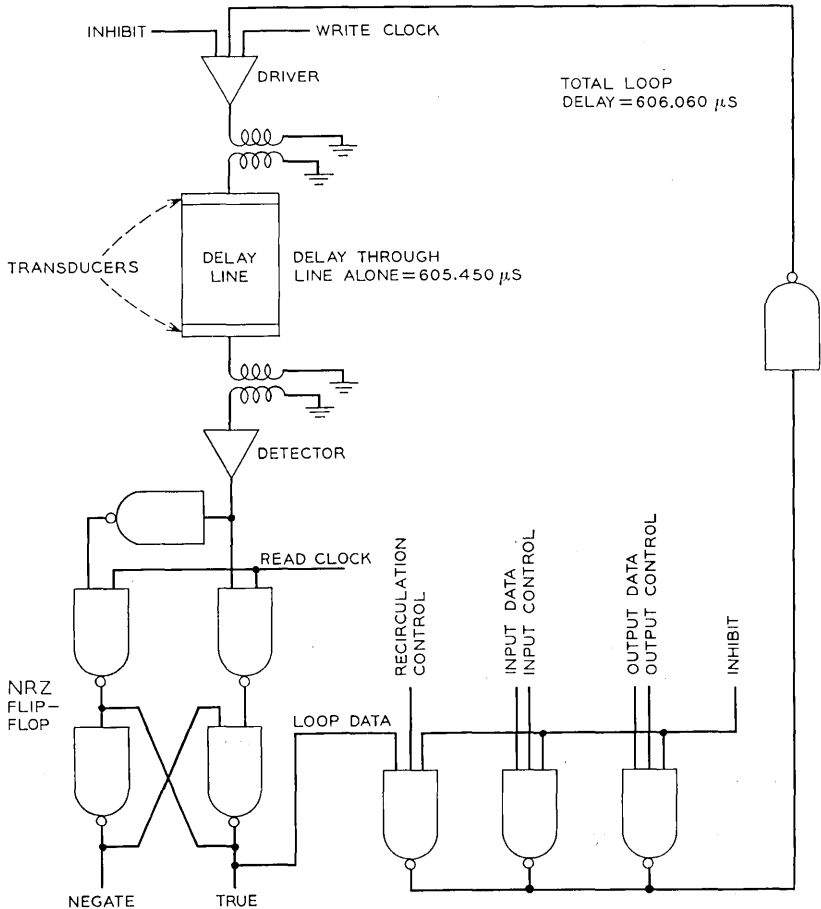 INHIBIT
WRITE CLOCK
DRIVER
TOTAL LOOP
DELAY = 606.060 μS
TRANSDUCERS
DELAY
LINE
DELAY THROUGH
LINE ALONE = 605.450 μS
DETECTOR
READ CLOCK
RECIRCULATION
CONTROL
INPUT DATA
INPUT CONTROL
OUTPUT DATA
OUTPUT CONTROL
INHIBIT
NRZ
FLIP-
FLOP
LOOP DATA
NEGATE
TRUE